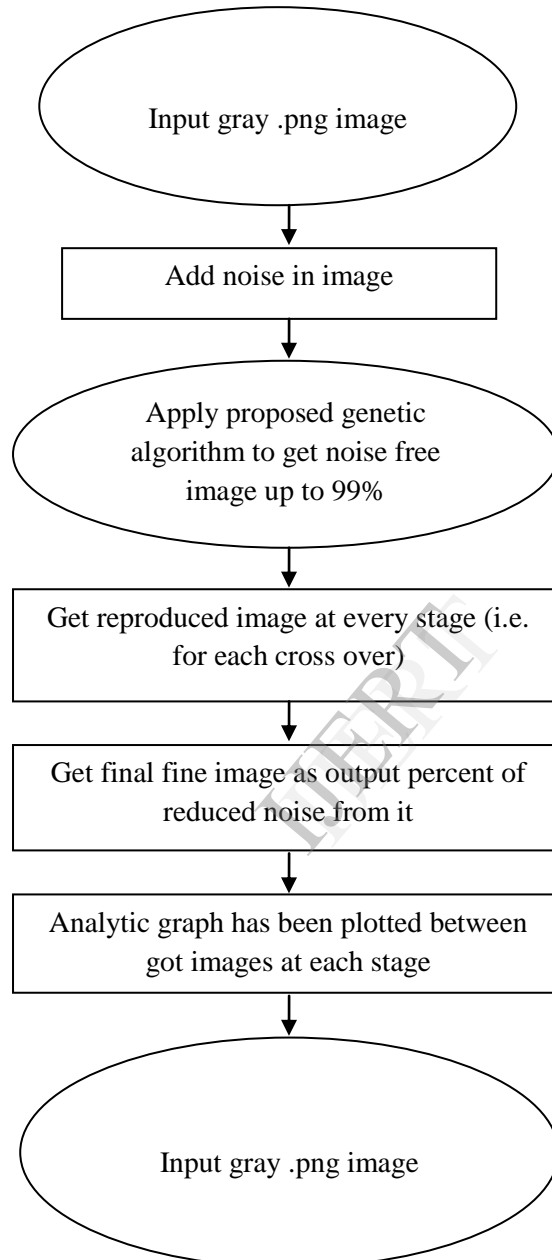 Input gray .png image
Add noise in image
Apply proposed genetic
algorithm to get noise free
image up to 99%
Get reproduced image at every stage (i.e.
for each cross over)
IJERT
Get final fine image as output percent of
reduced noise from it
Analytic graph has been plotted between
got images at each stage
Input gray .png image